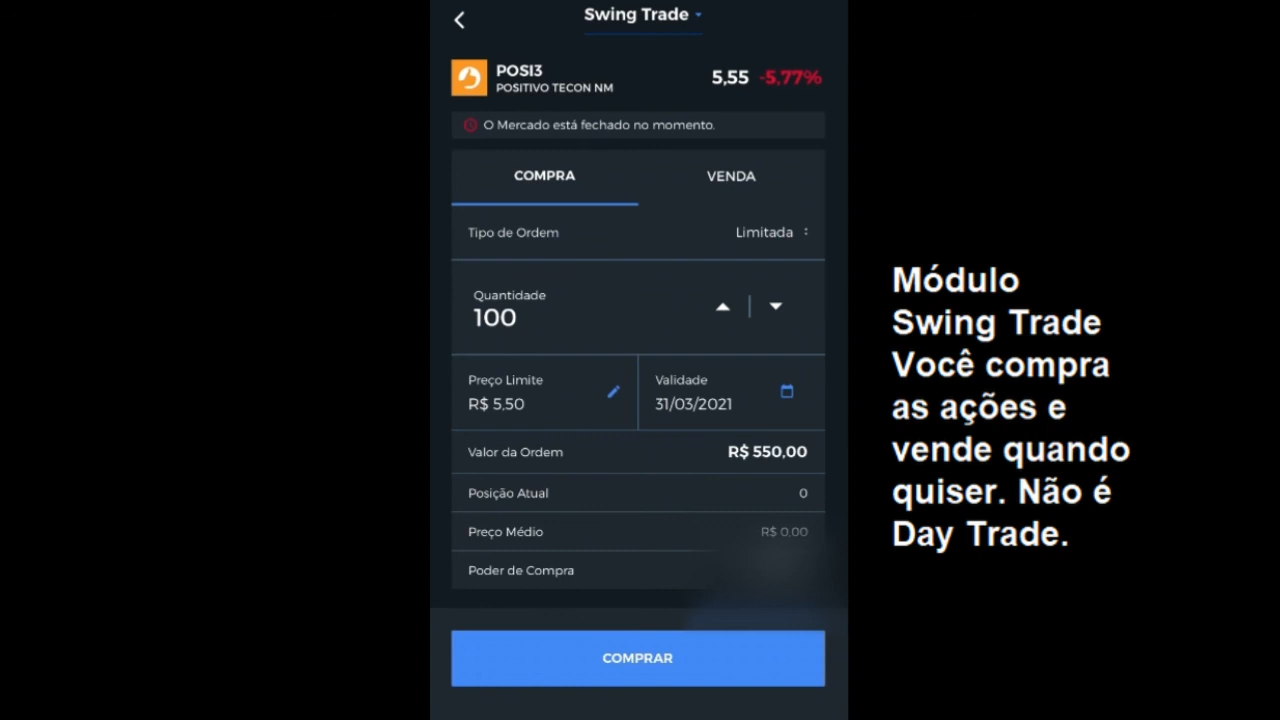 Swing Trade
POSI3
POSITIVO TECON NM
5,55 -5,77%
O Mercado está fechado no momento.
COMPRA VENDA
Tipo de Ordem Limitada
Quantidade
100
Preço Limite
R$ 5,50
Validade
31/03/2021
Valor da Ordem R$ 550,00
Posição Atual 0
Preço Médio R$ 0,00
Poder de Compra
COMPRAR
Módulo
Swing Trade
Você compra
as ações e
vende quando
quiser. Não é
Day Trade.